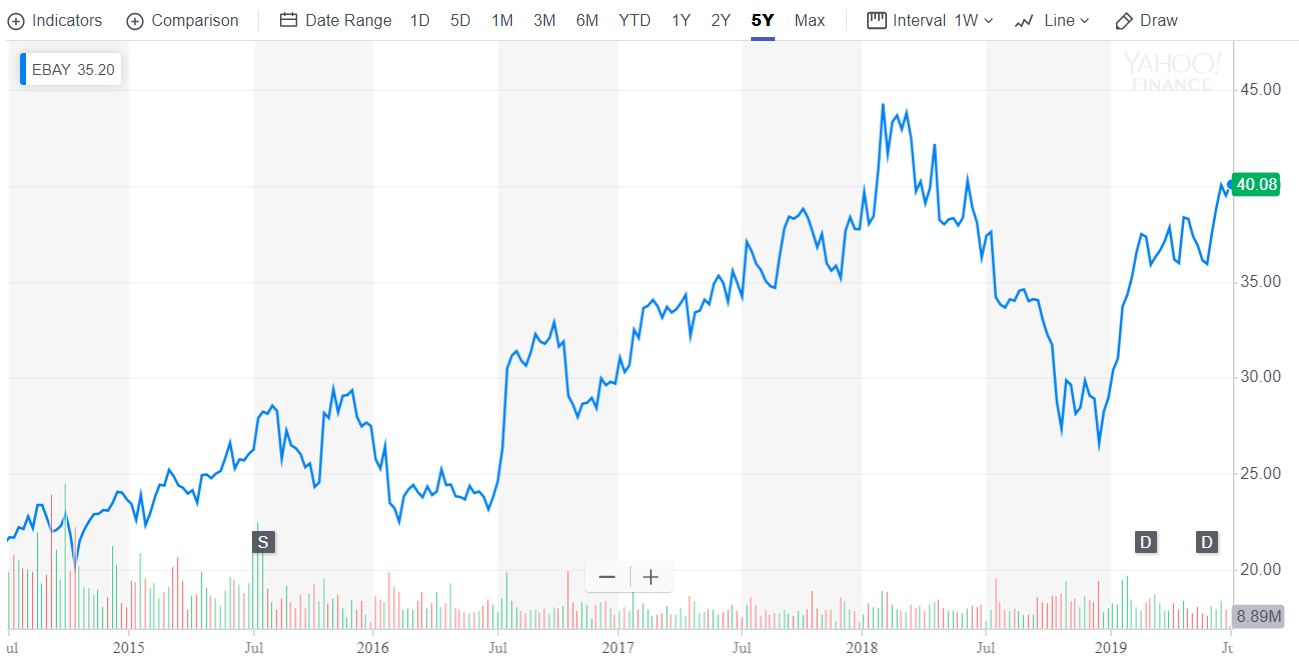 Indicators Comparison Date Range 1D 5D 1M 3M 6M YTD 1Y 2Y 5Y Max Interval 1W Line Draw
EBAY 35.20
YAHOO!
FINANCE
45.00
40.08
35.00
30.00
25.00
S D D
20.00
8.89M
ul 2015 Jul 2016 Jul 2017 Jul 2018 Jul 2019 Ju